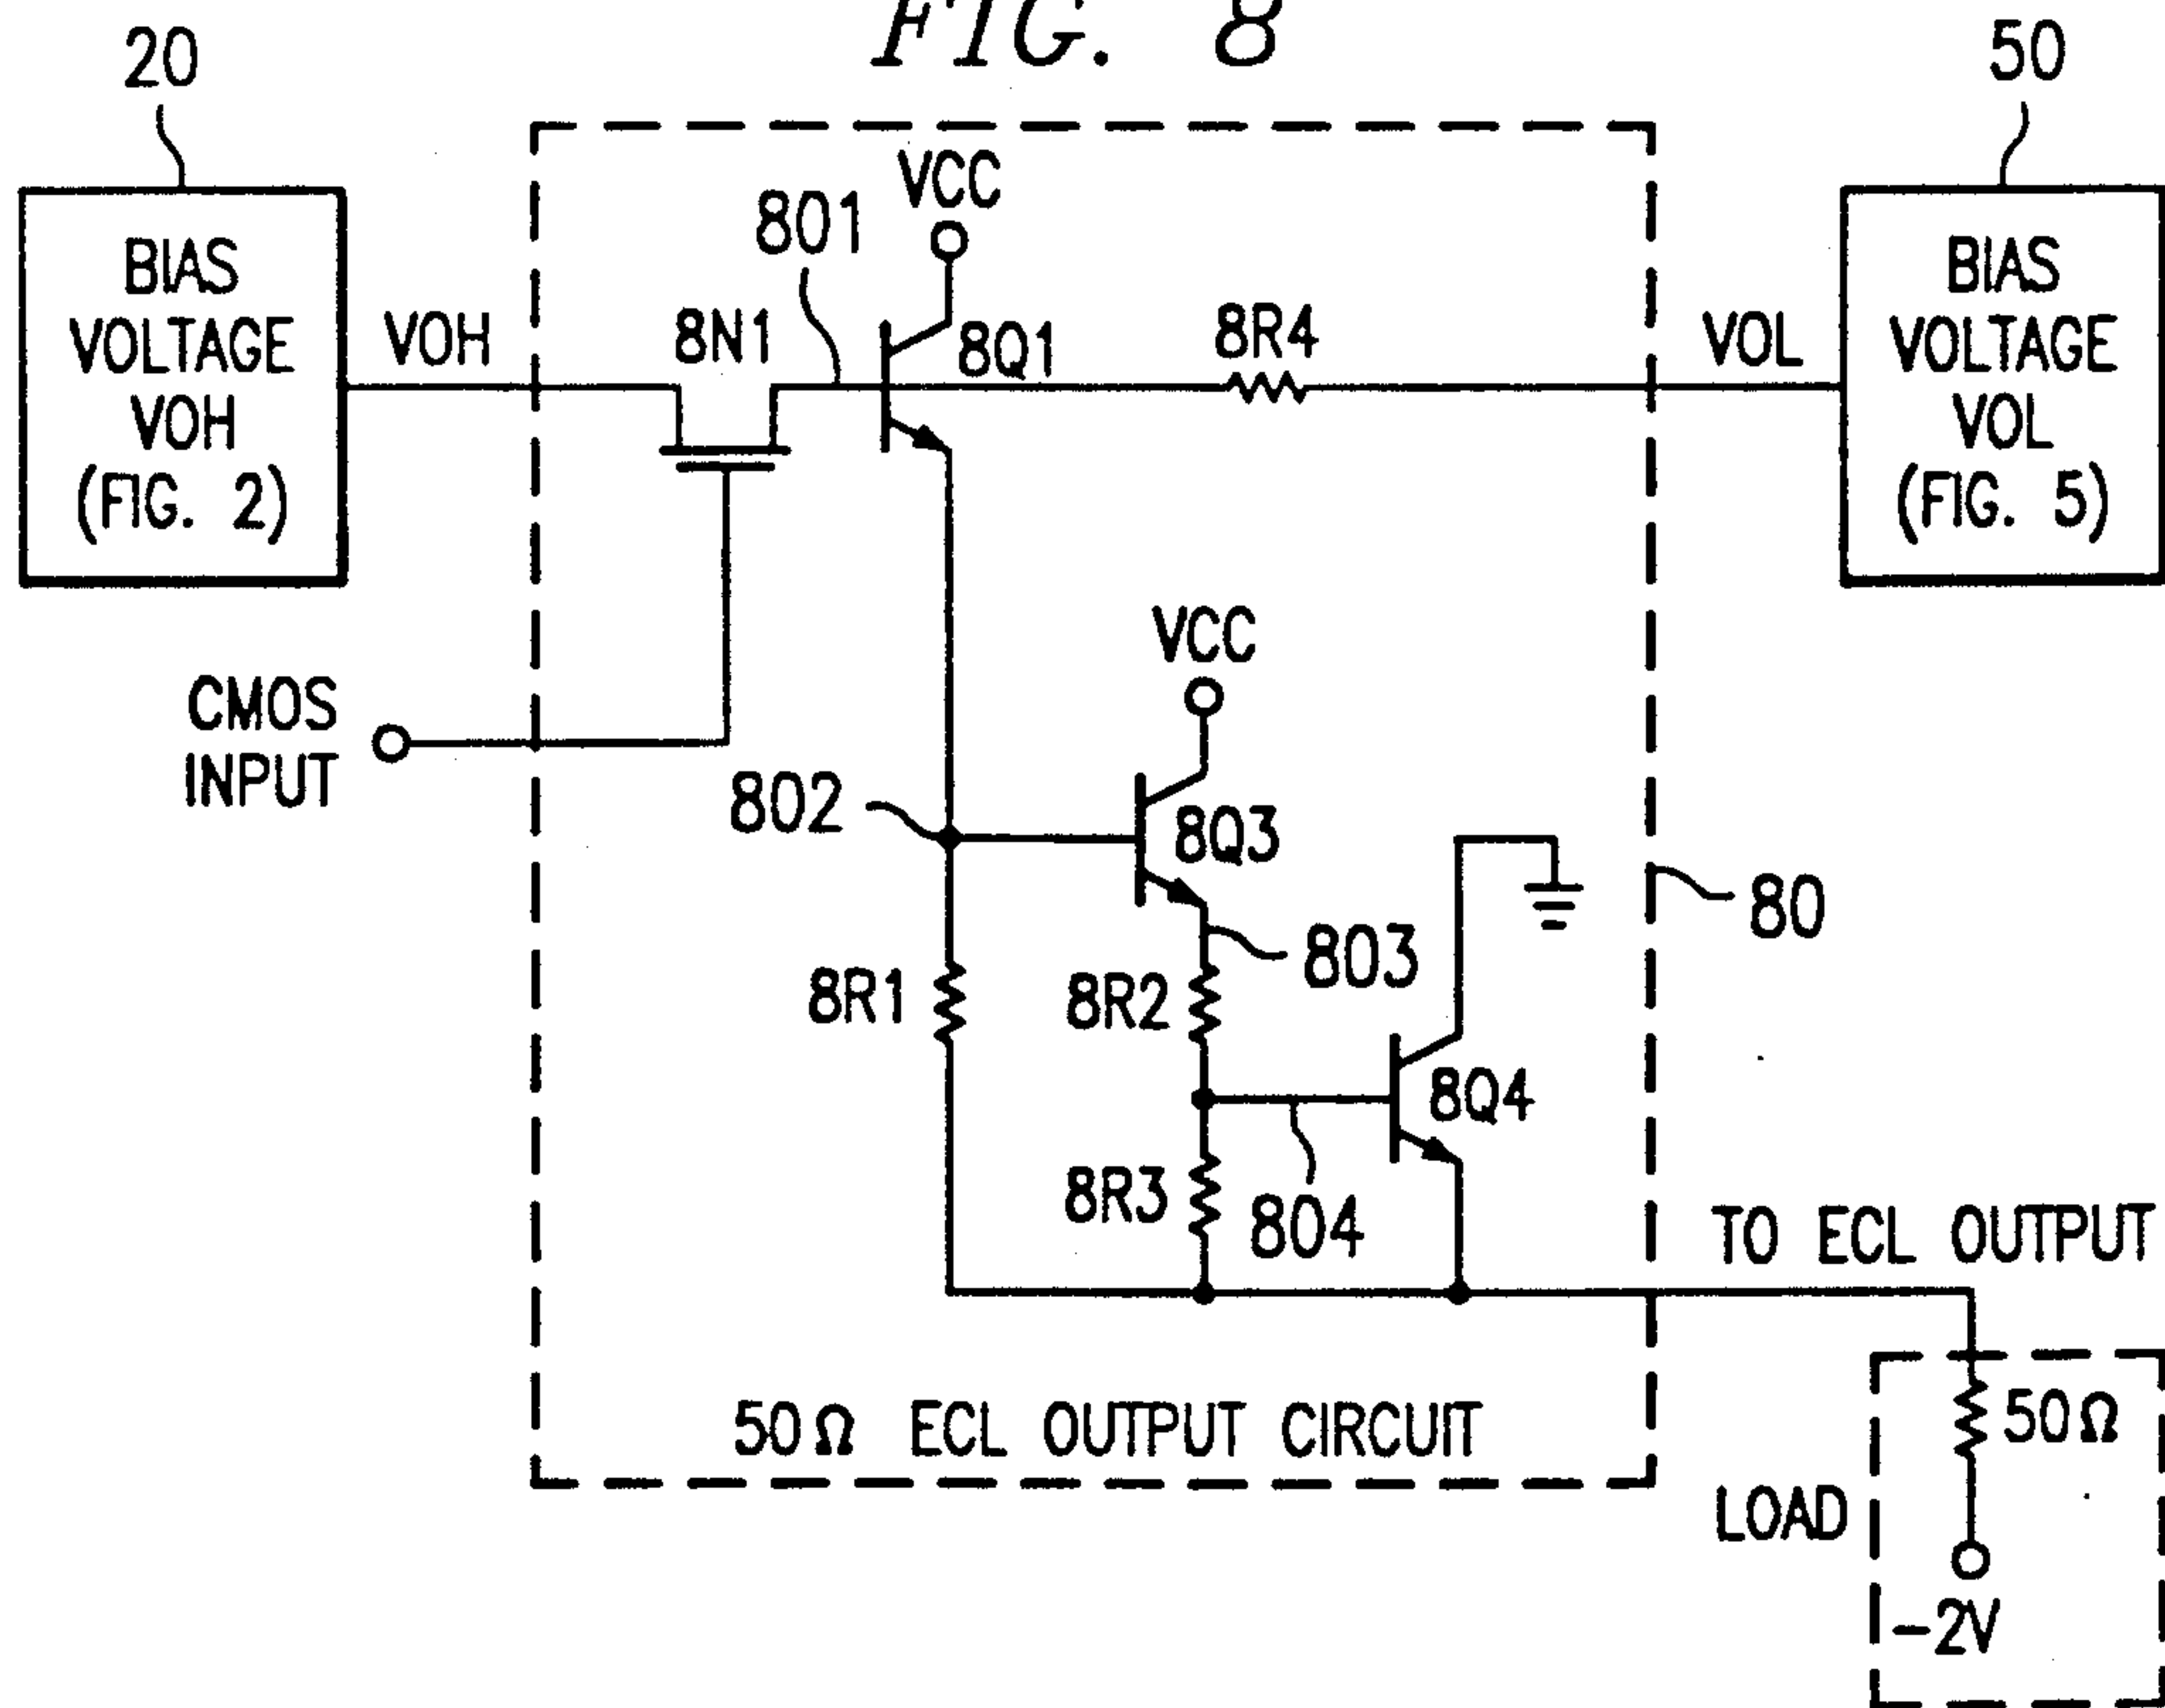 FIG. 8
20
50
BIAS
VOLTAGE
VOH
(FIG. 2)
VOH
8N1
801
VCC
8Q1
8R4
VOL
BIAS
VOLTAGE
VOL
(FIG. 5)
CMOS
INPUT
802
VCC
8Q3
803
80
8R1
8R2
8Q4
8R3
804
TO ECL OUTPUT
50Ω ECL OUTPUT CIRCUIT
50Ω
LOAD
-2V